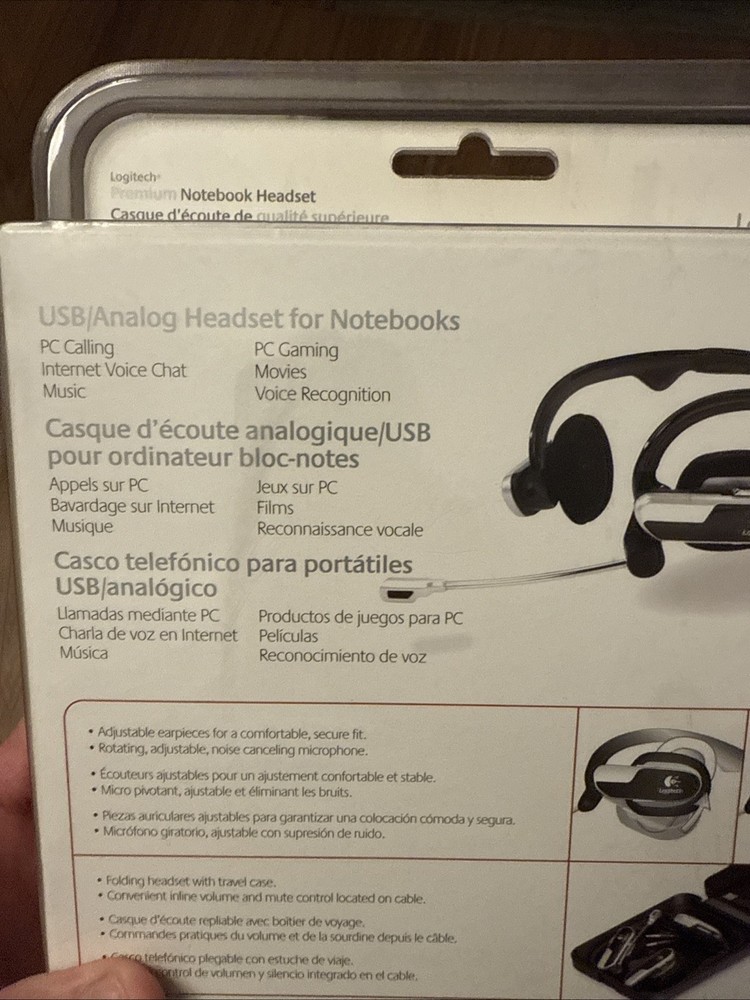 Logitech®
Premium Notebook Headset
Casque d'écoute de qualité supérieure
USB/Analog Headset for Notebooks
PC Calling PC Gaming
Internet Voice Chat Movies
Music Voice Recognition
Casque d'écoute analogique/USB
pour ordinateur bloc-notes
Appels sur PC Jeux sur PC
Bavardage sur Internet Films
Musique Reconnaissance vocale
Casco telefónico para portátiles
USB/analógico
Llamadas mediante PC Productos de juegos para PC
Charla de voz en Internet Películas
Música Reconocimiento de voz
• Adjustable earpieces for a comfortable, secure fit.
• Rotating, adjustable, noise canceling microphone.
• Écouteurs ajustables pour un ajustement confortable et stable.
• Micro pivotant, ajustable et éliminant les bruits.
• Piezas auriculares ajustables para garantizar una colocación cómoda y segura.
• Micrófono giratorio, ajustable con supresión de ruido.
Logitech
• Folding headset with travel case.
• Convenient inline volume and mute control located on cable.
• Casque d'écoute repliable avec boîtier de voyage.
• Commandes pratiques du volume et de la sourdine depuis le câble.
• Casco telefónico plegable con estuche de viaje.
control de volumen y silencio integrado en el cable.